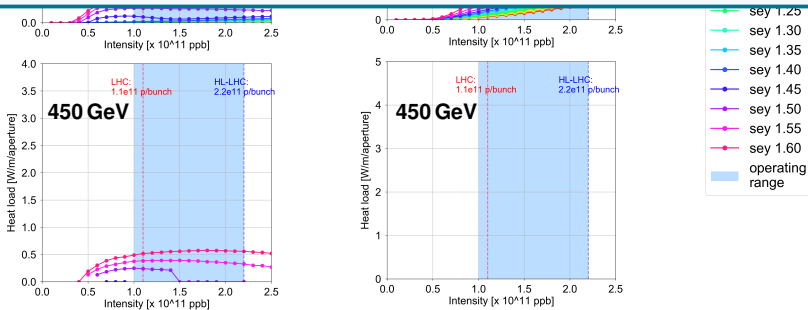 0.0
0.0 0.5 1.0 1.5 2.0 2.5
Intensity [x 10^11 ppb]
0
0.0 0.5 1.0 1.5 2.0 2.5
Intensity [x 10^11 ppb]
sey 1.25
sey 1.30
sey 1.35
sey 1.40
sey 1.45
sey 1.50
sey 1.55
sey 1.60
operating
range
4.0
3.5
3.0
2.5
2.0
1.5
1.0
0.5
0.0
Heat load [W/m/aperture]
LHC:
1.1e11 p/bunch
HL-LHC:
2.2e11 p/bunch
450 GeV
0.0 0.5 1.0 1.5 2.0 2.5
Intensity [x 10^11 ppb]
5
4
3
2
1
0
Heat load [W/m/aperture]
LHC:
1.1e11 p/bunch
HL-LHC:
2.2e11 p/bunch
450 GeV
0.0 0.5 1.0 1.5 2.0 2.5
Intensity [x 10^11 ppb]